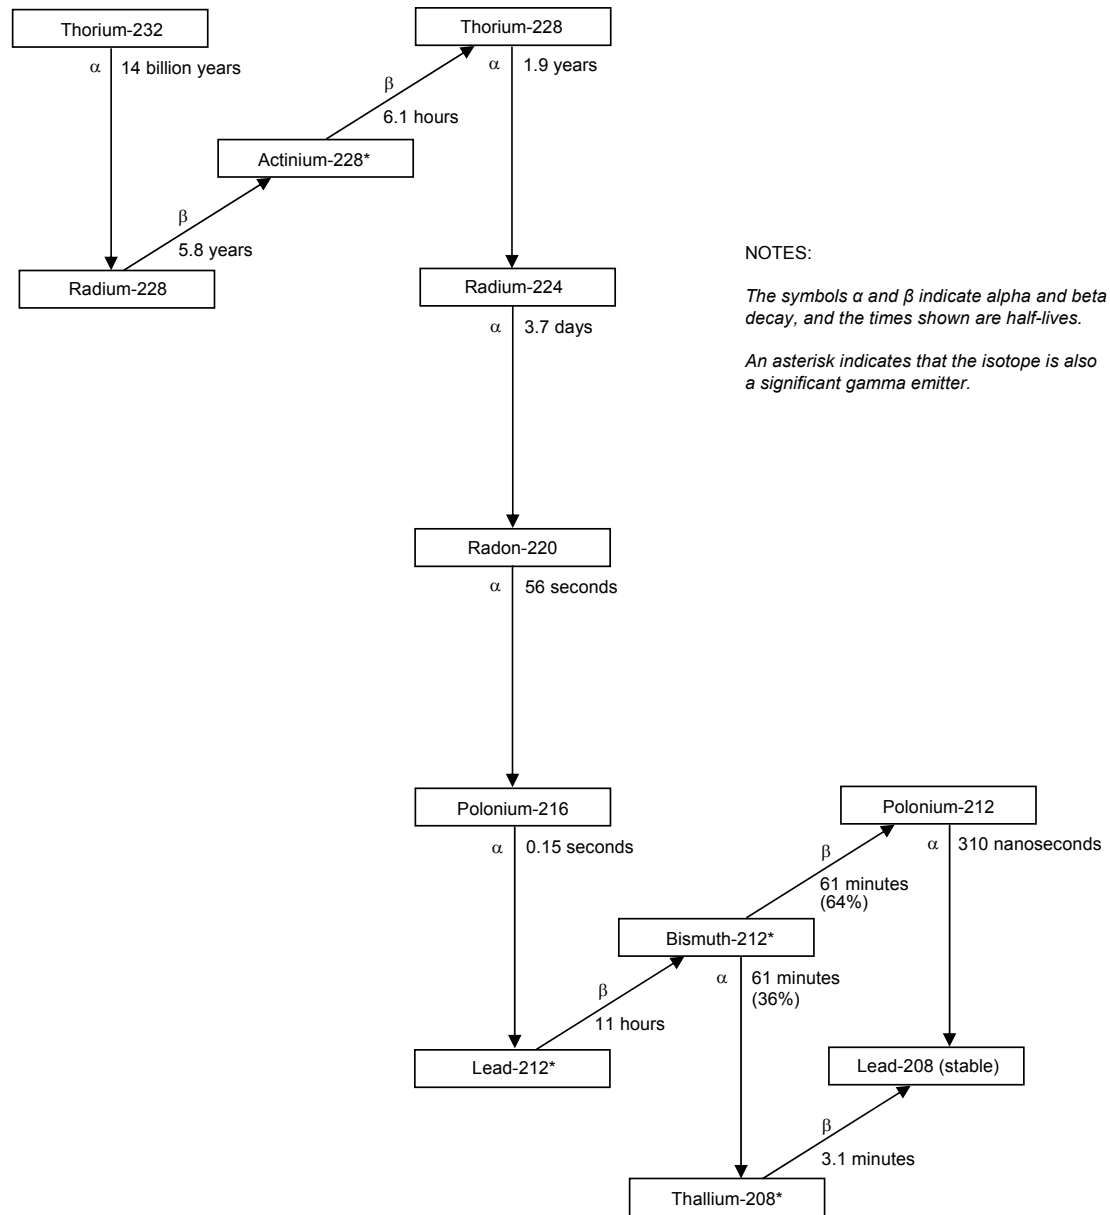 Thorium-232
α 14 billion years
Thorium-228
α 1.9 years
β
6.1 hours
Actinium-228*
β
5.8 years
Radium-228
Radium-224
α 3.7 days
NOTES:
The symbols α and β indicate alpha and beta
decay, and the times shown are half-lives.
An asterisk indicates that the isotope is also
a significant gamma emitter.
Radon-220
α 56 seconds
Polonium-216
α 0.15 seconds
Polonium-212
α 310 nanoseconds
β
61 minutes
(64%)
Bismuth-212*
α 61 minutes
(36%)
β
11 hours
Lead-212*
Lead-208 (stable)
β
3.1 minutes
Thallium-208*